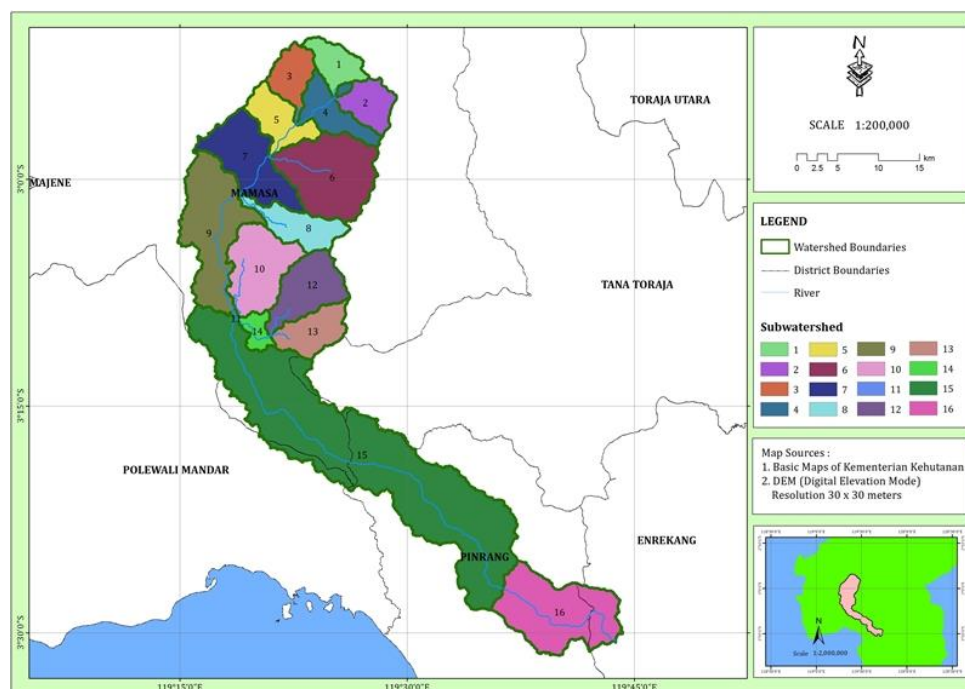 1
3
2
4
5
7
6
MAMASA
8
9
10
12
11
14
13
15
16
TORAJA UTARA
MAJENE
TANA TORAJA
POLEWALI MANDAR
PINRANG
ENREKANG
3°0'0"S
3°15'0"S
3°30'0"S
119°15'0"E
119°30'0"E
119°45'0"E
N
SCALE 1:200,000
0 2.5 5 10 15
km
LEGEND
Watershed Boundaries
District Boundaries
River
Subwatershed
1 5 9 13
2 6 10 14
3 7 11 15
4 8 12 16
Map Sources :
1. Basic Maps of Kementerian Kehutanan
2. DEM (Digital Elevation Mode)
Resolution 30 x 30 meters
N
Scale 1:2,000,000